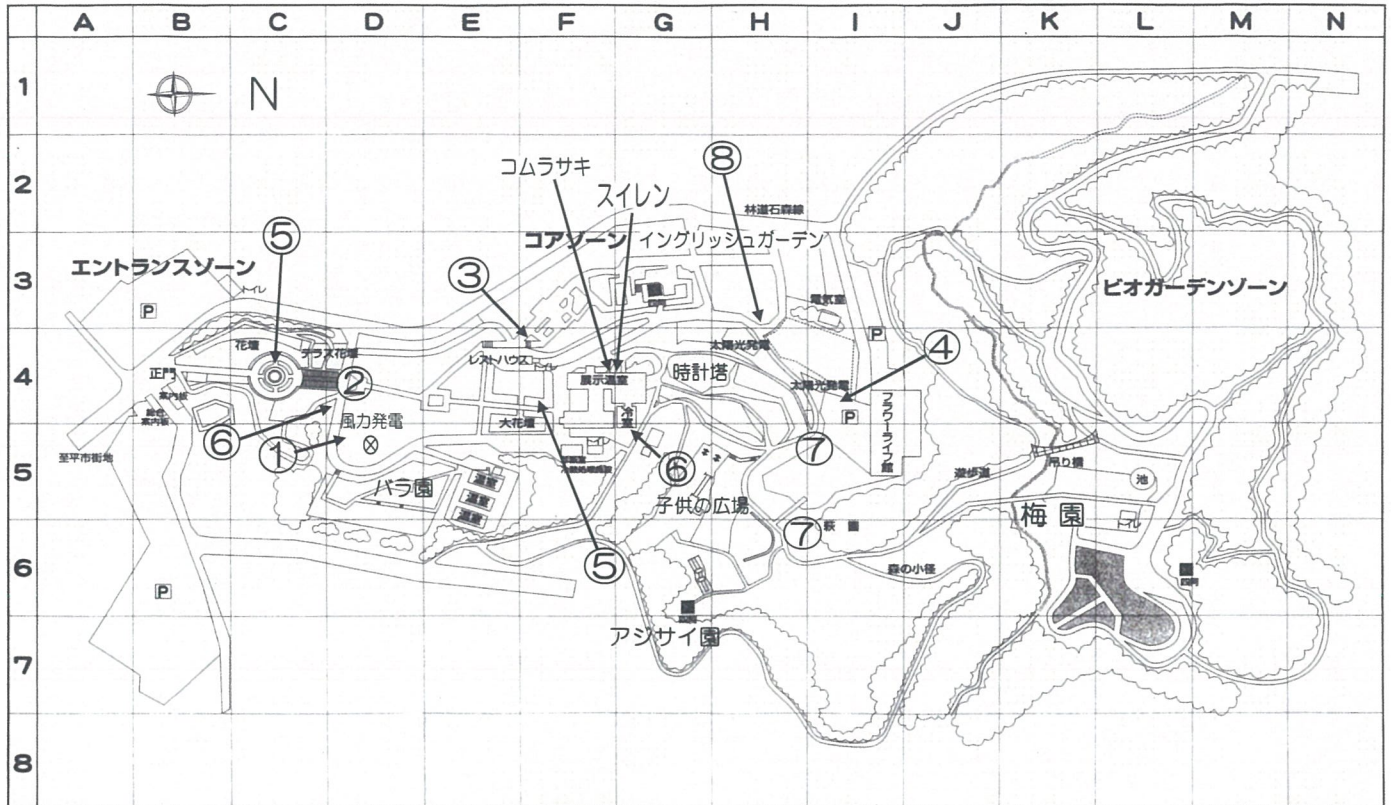 A B C D E F G H I J K L M N
1
N
2
コムラサキ
スイレン
⑧
林道石森線
⑤
コアゾーン
イングリッシュガーデン
3
エントランスゾーン
トイレ
③
ビオガーデンゾーン
P
電気室
P
花壇
テラス花壇
レストハウス
太陽光発電
④
4
正門
②
展示温室
時計塔
太陽光発電
案内板
総合
案内板
風力発電
大花壇
冷室
P
フラワーライフ館
⑥
①
⑥
⑦
吊り橋
至平市街地
5
遊歩道
池
バラ園
温室
温室
温室
子供の広場
梅園
トイレ
⑦
萩園
⑤
6
P
森の小径
アジサイ園
7
8